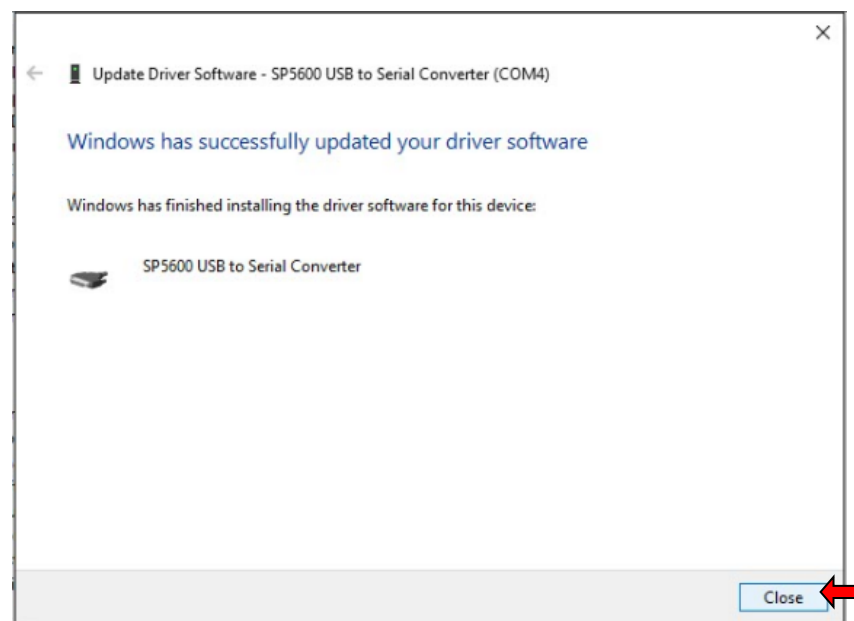 Update Driver Software - SP5600 USB to Serial Converter (COM4)
Windows has successfully updated your driver software
Windows has finished installing the driver software for this device:
SP5600 USB to Serial Converter
Close